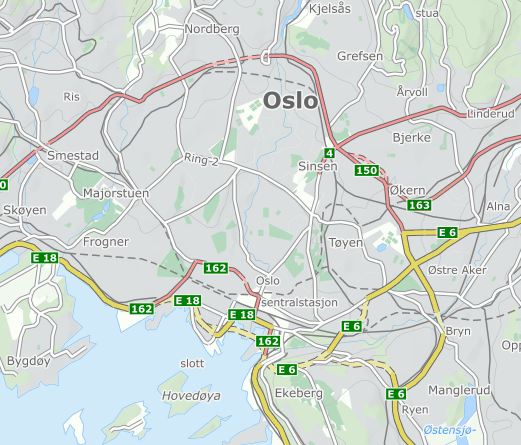 Kjelsås
stua
Nordberg
Grefsen
Årvoll
Ris
Oslo
Linderud
Bjerke
4
Smestad
Ring-2
Sinsen
150
0
Majorstuen
Økern
163
Skøyen
Alna
Frogner
Tøyen
E 6
E 18
162
Oslo
Østre Aker
162
E 18
sentralstasjon
E 18
E 6
Bryn
162
Opp
Bygdøy
slott
E 6
Hovedøya
Ekeberg
E 6
Manglerud
Ryen
Østensjø-